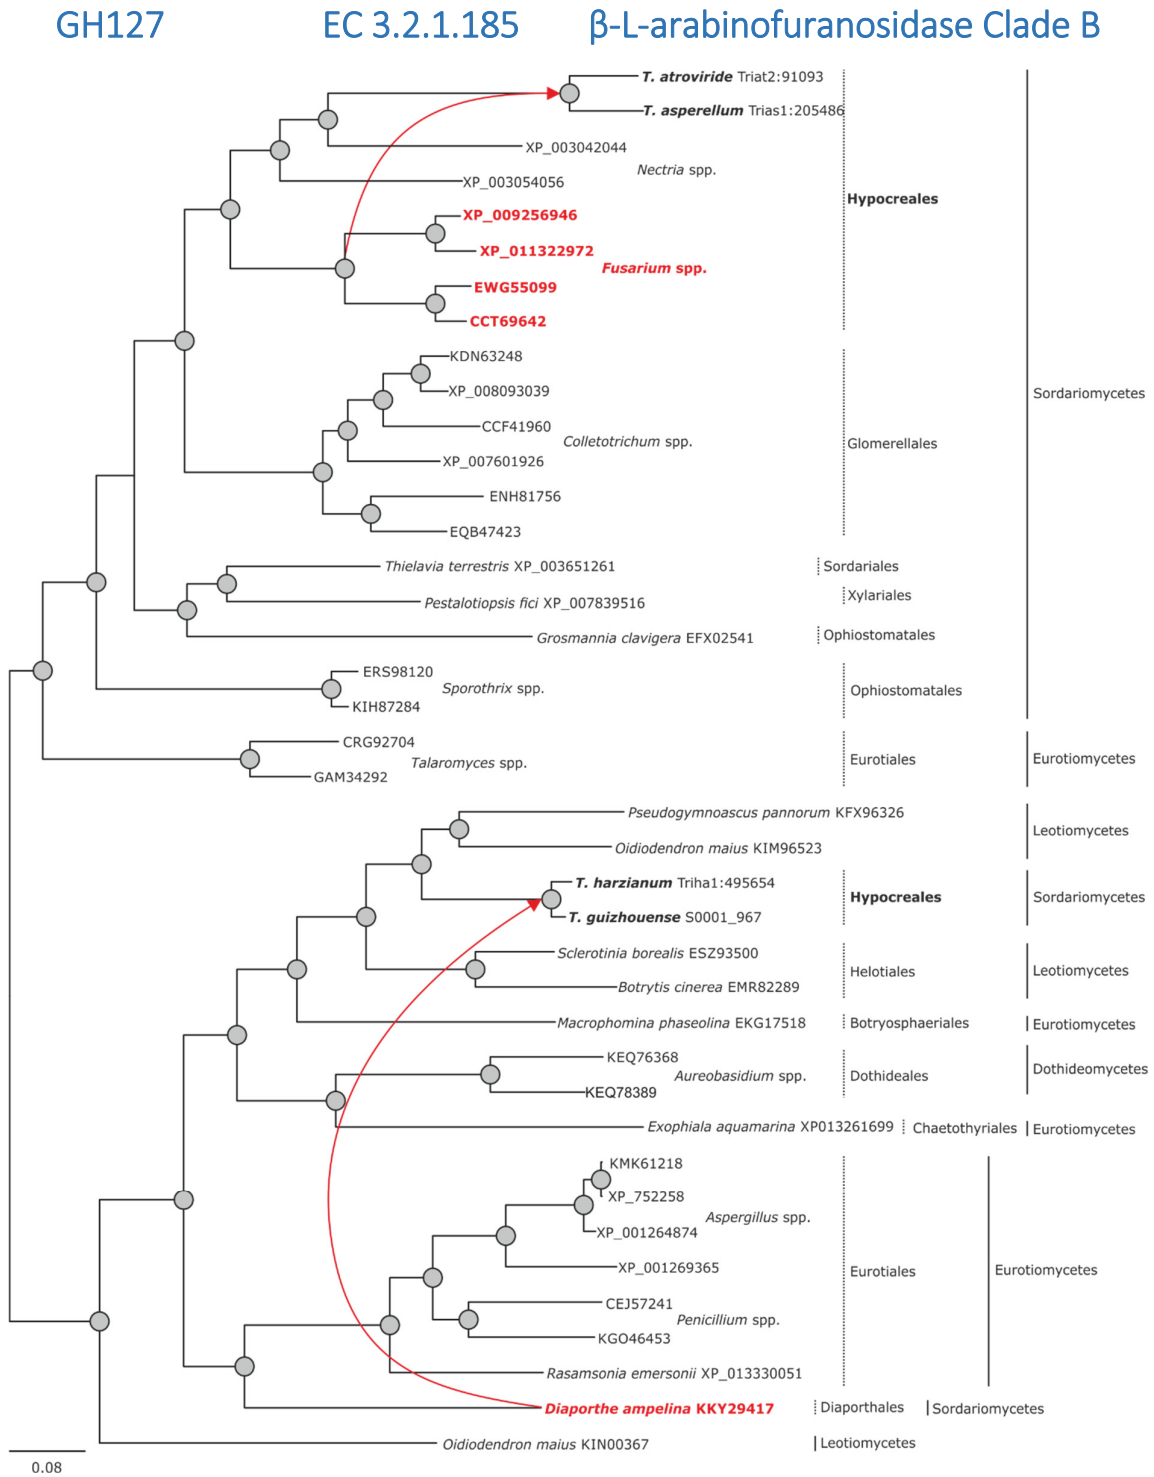 GH127 EC 3.2.1.185 β-L-arabinofuranosidase Clade B
T. atroviride Triat2:91093
T. asperellum Trias1:205486
XP_003042044
Nectria spp.
XP_003054056
Hypocreales
XP_009256946
XP_011322972
Fusarium spp.
EWG55099
CCT69642
KDN63248
XP_008093039
Sordariomycetes
CCF41960
Colletotrichum spp.
Glomerellales
XP_007601926
ENH81756
EQB47423
Thielavia terrestris XP_003651261 Sordariales
Pestalotiopsis fici XP_007839516 Xylariales
Grosmannia clavigera EFX02541 Ophiostomatales
ERS98120
Sporothrix spp. Ophiostomatales
KIH87284
CRG92704
Talaromyces spp. Eurotiales Eurotiomycetes
GAM34292
Pseudogymnoascus pannorum KFX96326
Leotiomycetes
Oidiodendron maius KIM96523
T. harzianum Triha1:495654
Hypocreales Sordariomycetes
T. guizhouense S0001_967
Sclerotinia borealis ESZ93500
Helotiales Leotiomycetes
Botrytis cinerea EMR82289
Macrophomina phaseolina EKG17518 Botryosphaeriales Eurotiomycetes
KEQ76368
Aureobasidium spp. Dothideales Dothideomycetes
KEQ78389
Exophiala aquamarina XP013261699 Chaetothyriales Eurotiomycetes
KMK61218
XP_752258
Aspergillus spp.
XP_001264874
XP_001269365 Eurotiales Eurotiomycetes
CEJ57241
Penicillium spp.
KGO46453
Rasamsonia emersonii XP_013330051
Diaporthe ampelina KKY29417 Diaporthales Sordariomycetes
Oidiodendron maius KIN00367 Leotiomycetes
0.08